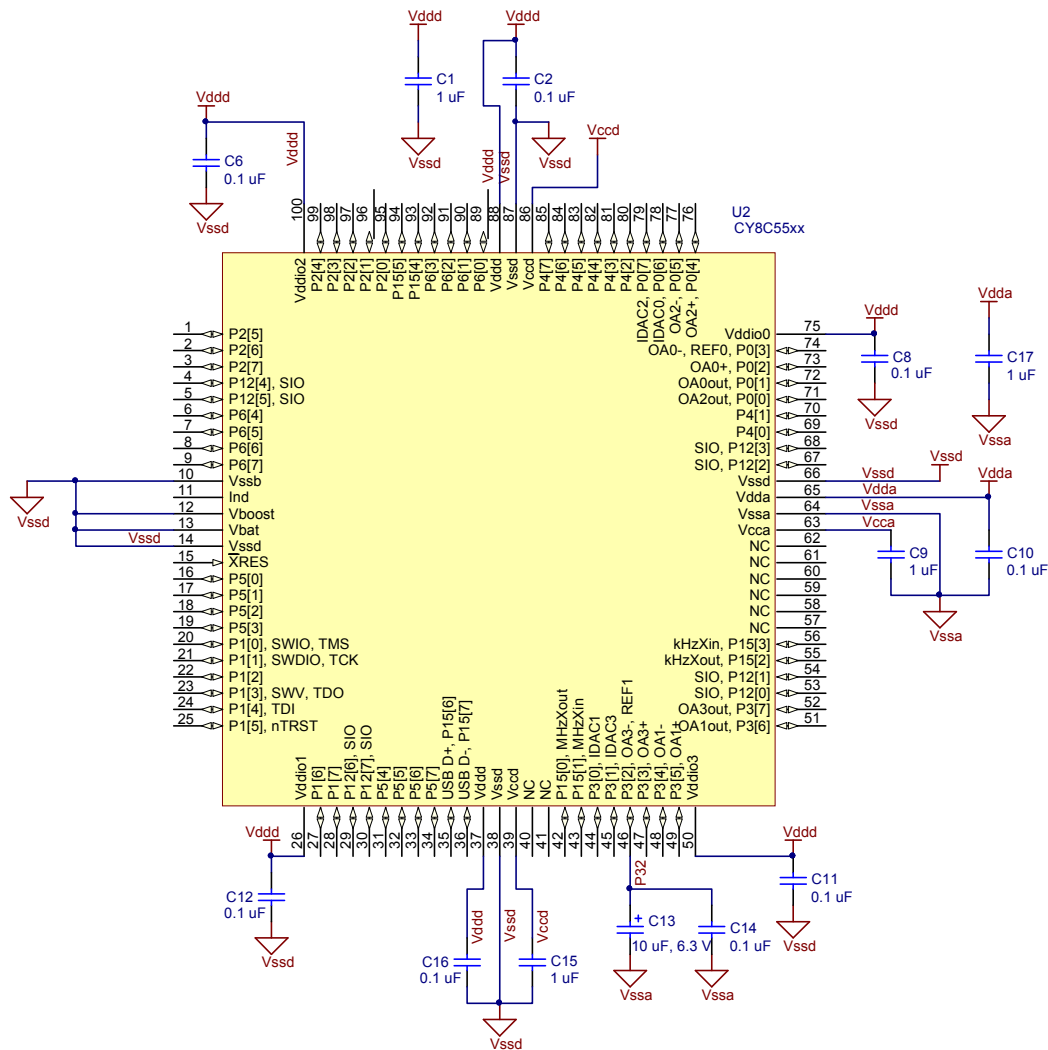 Vddd
Vddd
C1
1 uF
Vssd
C2
0.1 uF
Vssd
Vccd
Vddd
Vddd
C6
0.1 uF
Vssd
Vddd
Vssd
U2
CY8C55xx
100
99
98
97
96
95
94
93
92
91
90
89
88
87
86
85
84
83
82
81
80
79
78
77
76
Vddio2
P2[4]
P2[3]
P2[2]
P2[1]
P2[0]
P15[5]
P15[4]
P6[3]
P6[2]
P6[1]
P6[0]
Vddd
Vssd
Vccd
P4[7]
P4[6]
P4[5]
P4[4]
P4[3]
P4[2]
IDAC2, P0[7]
IDAC0, P0[6]
OA2-, P0[5]
OA2+, P0[4]
1 P2[5]
2 P2[6]
3 P2[7]
4 P12[4], SIO
5 P12[5], SIO
6 P6[4]
7 P6[5]
8 P6[6]
9 P6[7]
10 Vssb
11 Ind
12 Vboost
13 Vbat
Vssd 14 Vssd
15 XRES
16 P5[0]
17 P5[1]
18 P5[2]
19 P5[3]
20 P1[0], SWIO, TMS
21 P1[1], SWDIO, TCK
22 P1[2]
23 P1[3], SWV, TDO
24 P1[4], TDI
25 P1[5], nTRST
Vssd
Vddio0 75
OA0-, REF0, P0[3] 74
OA0+, P0[2] 73
OA0out, P0[1] 72
OA2out, P0[0] 71
P4[1] 70
P4[0] 69
SIO, P12[3] 68
SIO, P12[2] 67
Vssd 66 Vssd
Vdda 65 Vdda
Vssa 64 Vssa
Vcca 63 Vcca
NC 62
NC 61
NC 60
NC 59
NC 58
NC 57
kHzXin, P15[3] 56
kHzXout, P15[2] 55
SIO, P12[1] 54
SIO, P12[0] 53
OA3out, P3[7] 52
OA1out, P3[6] 51
Vddd
C8
0.1 uF
Vssd
Vdda
C17
1 uF
Vssa
Vssd
Vdda
C9
1 uF
C10
0.1 uF
Vssa
Vddio1
P1[6]
P1[7]
P12[6], SIO
P12[7], SIO
P5[4]
P5[5]
P5[6]
P5[7]
USB D+, P15[6]
USB D-, P15[7]
Vddd
Vssd
Vccd
NC
NC
P15[0], MHzXout
P15[1], MHzXin
P3[0], IDAC1
P3[1], IDAC3
P3[2], OA3-, REF1
P3[3], OA3+
P3[4], OA1-
P3[5], OA1+
Vddio3
26
27
28
29
30
31
32
33
34
35
36
37
38
39
40
41
42
43
44
45
46
47
48
49
50
Vddd
C12
0.1 uF
Vssd
Vddd
Vssd
Vccd
C16
0.1 uF
C15
1 uF
Vssd
P32
+
C13
10 uF, 6.3 V
Vssa
C14
0.1 uF
Vssa
Vddd
C11
0.1 uF
Vssd